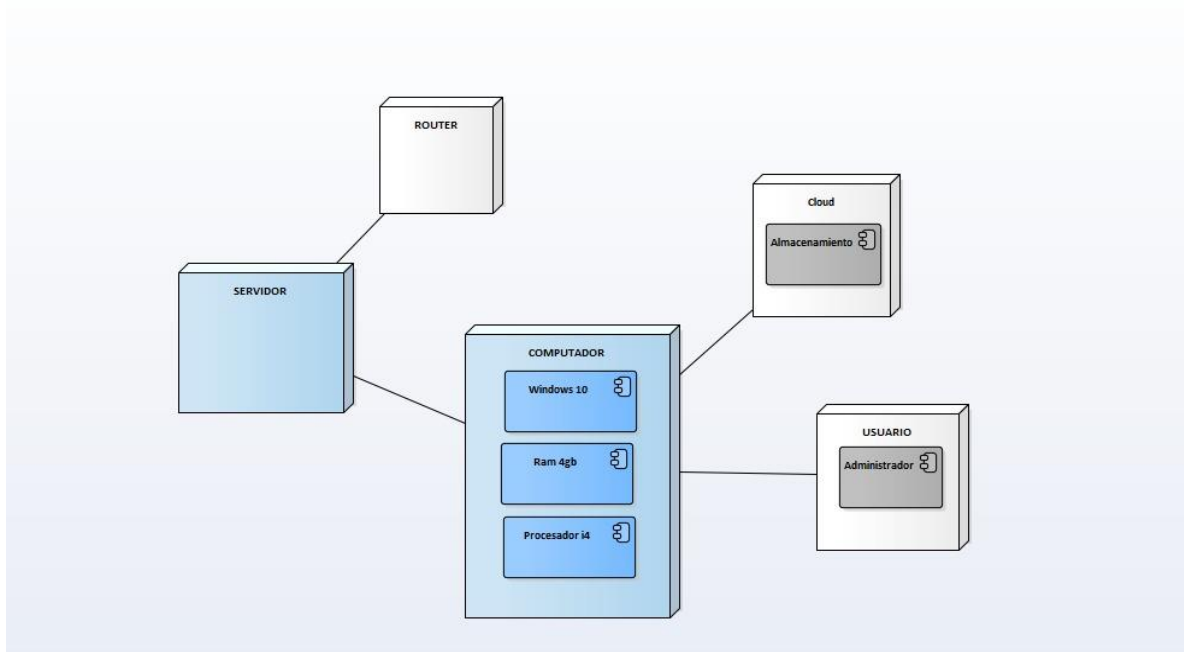 ROUTER
Cloud
Almacenamiento
SERVIDOR
COMPUTADOR
Windows 10
Ram 4gb
Procesador i4
USUARIO
Administrador